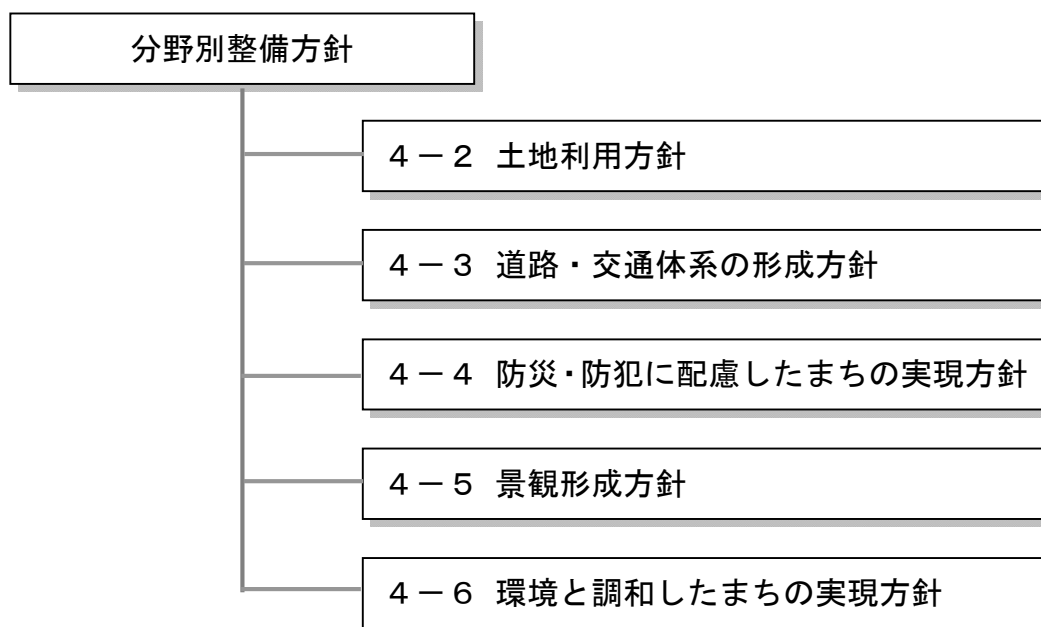 分野別整備方針
４－２ 土地利用方針
４－３ 道路・交通体系の形成方針
４－４ 防災・防犯に配慮したまちの実現方針
４－５ 景観形成方針
４－６ 環境と調和したまちの実現方針